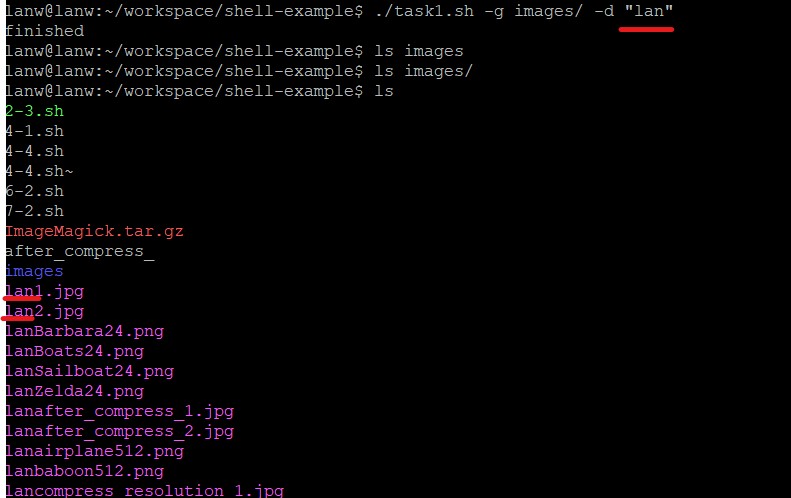 lanw@lanw:~/workspace/shell-example$ ./task1.sh -g images/ -d "lan"
finished
lanw@lanw:~/workspace/shell-example$ ls images
lanw@lanw:~/workspace/shell-example$ ls images/
lanw@lanw:~/workspace/shell-example$ ls
2-3.sh
4-1.sh
4-4.sh
4-4.sh~
6-2.sh
7-2.sh
ImageMagick.tar.gz
after_compress_
images
lan1.jpg
lan2.jpg
lanBarbara24.png
lanBoats24.png
lanSailboat24.png
lanZelda24.png
lanafter_compress_1.jpg
lanafter_compress_2.jpg
lanairplane512.png
lanbaboon512.png
lancompress_resolution_1.jpg